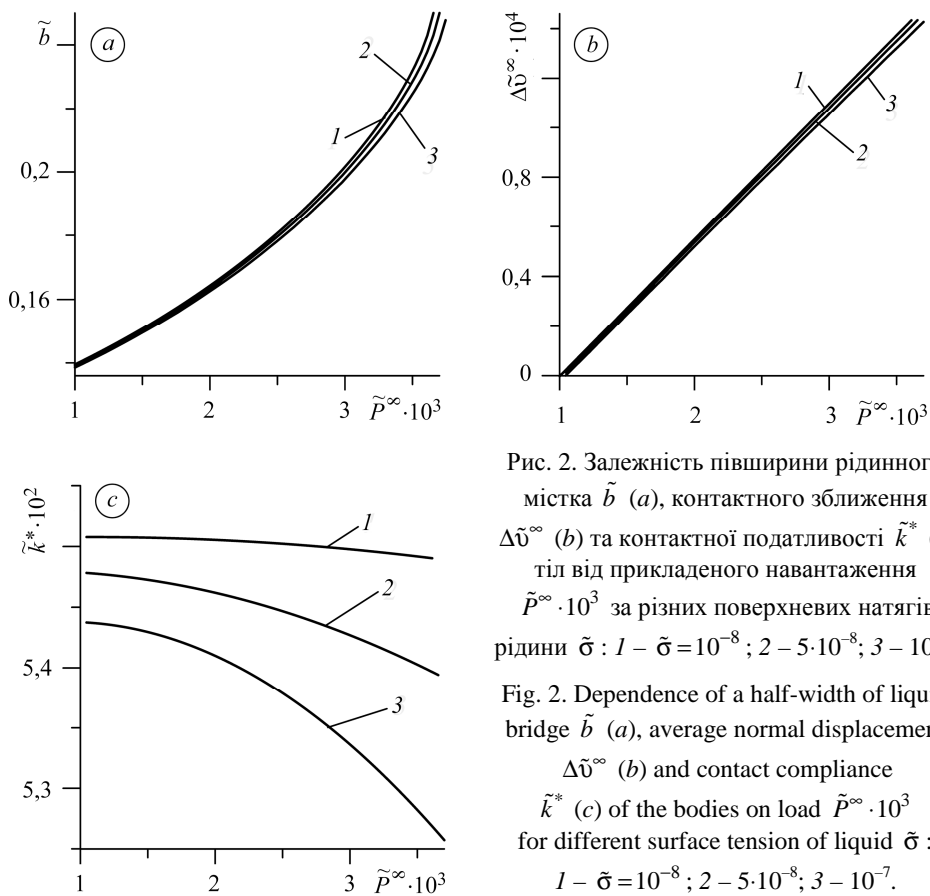 b̃
a
0,2
0,16
1
2
3
1
2
3
P̃^∞·10³
Δυ̃^∞·10⁴
b
0,8
0,4
0
1
2
3
1
2
3
P̃^∞·10³
k̃*·10²
c
5,4
5,3
1
2
3
1
2
3
P̃^∞·10³
Рис. 2. Залежність півширини рідинног
містка b̃ (a), контактного зближення
Δυ̃^∞ (b) та контактної податливості k̃* (
тіл від прикладеного навантаження
P̃^∞·10³ за різних поверхневих натягів
рідини σ̃ : 1 – σ̃ = 10⁻⁸ ; 2 – 5·10⁻⁸; 3 – 10
Fig. 2. Dependence of a half-width of liqui
bridge b̃ (a), average normal displacemen
Δυ̃^∞ (b) and contact compliance
k̃* (c) of the bodies on load P̃^∞·10³
for different surface tension of liquid σ̃ :
1 – σ̃ = 10⁻⁸ ; 2 – 5·10⁻⁸; 3 – 10⁻⁷.